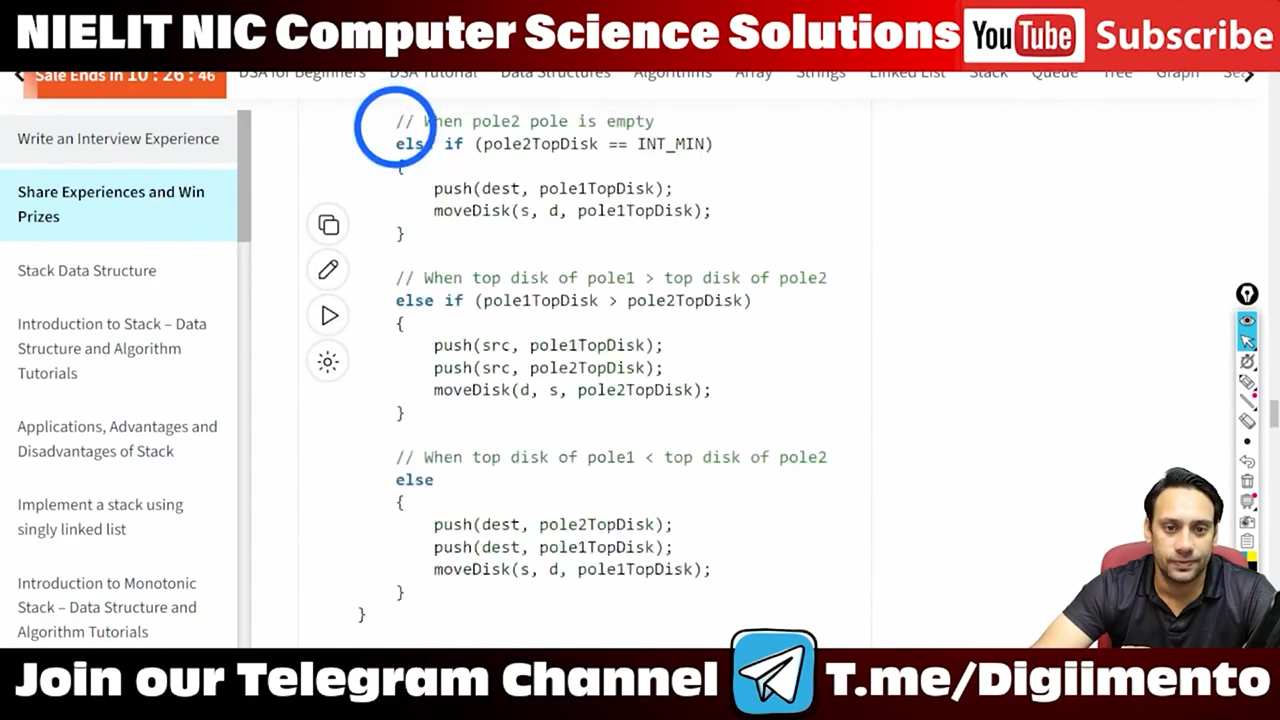 NIELIT NIC Computer Science Solutions YouTube Subscribe
Sale Ends In 10 : 26 : 46 DSA for Beginners DSA Tutorial Data Structures Algorithms Array Strings Linked List Stack Queue Tree Graph
Write an Interview Experience
Share Experiences and Win
Prizes
Stack Data Structure
Introduction to Stack – Data
Structure and Algorithm
Tutorials
Applications, Advantages and
Disadvantages of Stack
Implement a stack using
singly linked list
Introduction to Monotonic
Stack – Data Structure and
Algorithm Tutorials
// When pole2 pole is empty
else if (pole2TopDisk == INT_MIN)
{
push(dest, pole1TopDisk);
moveDisk(s, d, pole1TopDisk);
}
// When top disk of pole1 > top disk of pole2
else if (pole1TopDisk > pole2TopDisk)
{
push(src, pole1TopDisk);
push(src, pole2TopDisk);
moveDisk(d, s, pole2TopDisk);
}
// When top disk of pole1 < top disk of pole2
else
{
push(dest, pole2TopDisk);
push(dest, pole1TopDisk);
moveDisk(s, d, pole1TopDisk);
}
}
Join our Telegram Channel T.me/Digiimento